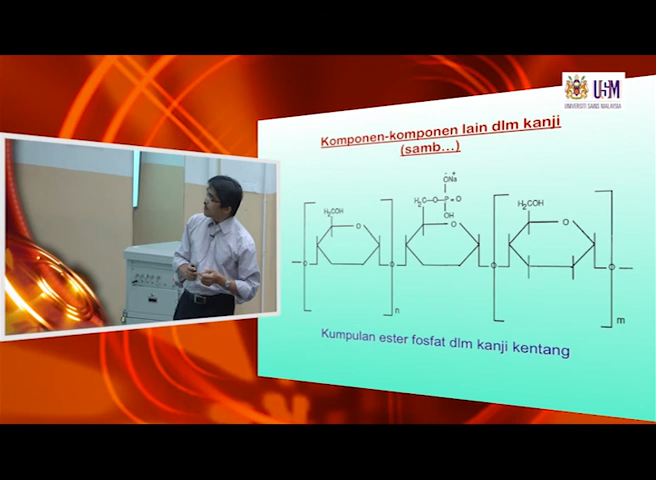 USM
UNIVERSITI SAINS MALAYSIA
Komponen-komponen lain dlm kanji
(samb...)
- +
ONa
H₂C—O—P=O
OH
H₂COH
O
O
H₂COH
O
O
O
O
O
n
m
Kumpulan ester fosfat dlm kanji kentang